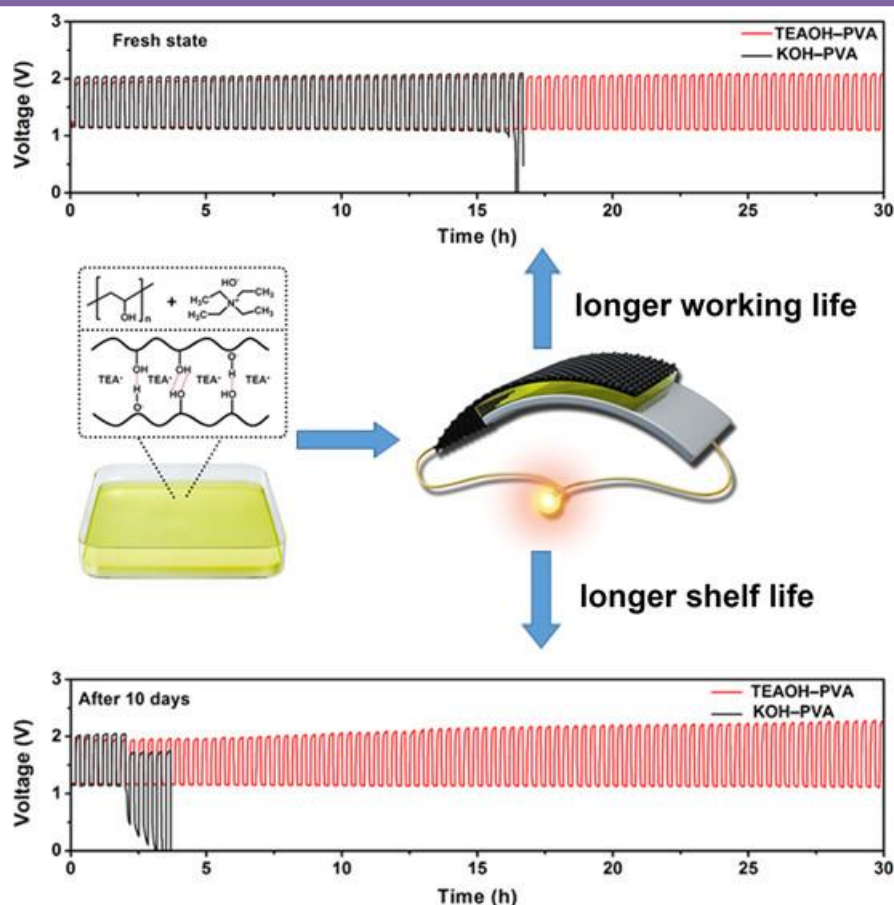 3
Fresh state
TEAOH–PVA
KOH–PVA
2
1
0
Voltage (V)
0 5 10 15 20 25 30
Time (h)
[ ]n + HO-
OH
H3C N+ CH3
H3C CH3
longer working life
OH OH O
TEA+ TEA+ H TEA+ TEA+
H
O- HO HO
longer shelf life
3
After 10 days
TEAOH–PVA
KOH–PVA
2
1
0
Voltage (V)
0 5 10 15 20 25 30
Time (h)